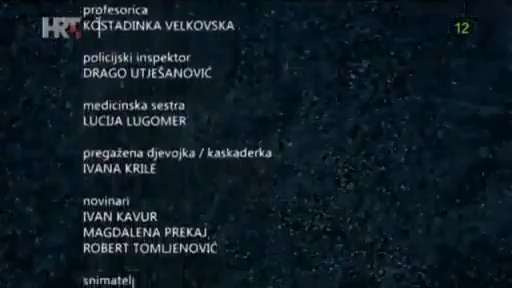 HRT
12
profesorica
KOSTADINKA VELKOVSKA
policijski inspektor
DRAGO UTJEŠANOVIĆ
medicinska sestra
LUCIJA LUGOMER
pregažena djevojka / kaskaderka
IVANA KRILE
novinari
IVAN KAVUR
MAGDALENA PREKAJ
ROBERT TOMLJENOVIĆ
snimatelj